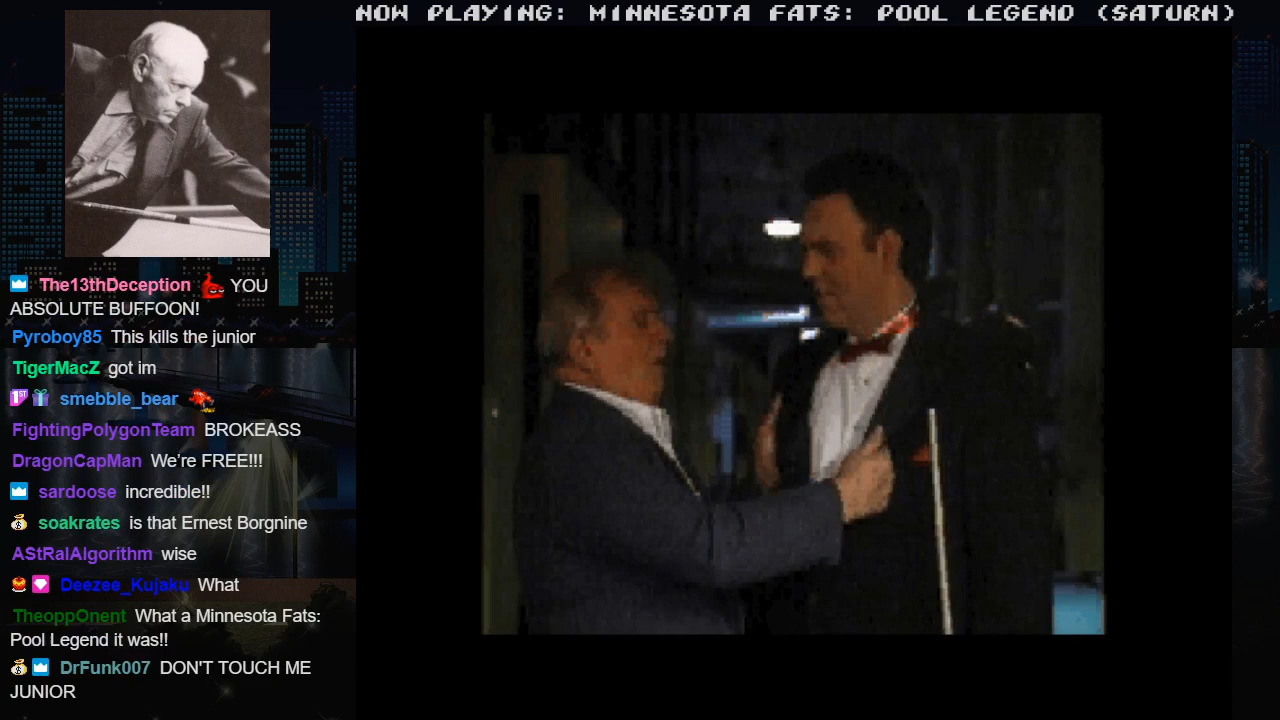 NOW PLAYING: MINNESOTA FATS: POOL LEGEND (SATURN)
The13thDeception YOU
ABSOLUTE BUFFOON!
Pyroboy85 This kills the junior
TigerMacZ got im
1ST smebble_bear
FightingPolygonTeam BROKEASS
DragonCapMan We're FREE!!!
sardoose incredible!!
soakrates is that Ernest Borgnine
AStRalAlgorithm wise
Deezee_Kujaku What
TheoppOnent What a Minnesota Fats:
Pool Legend it was!!
DrFunk007 DON'T TOUCH ME
JUNIOR